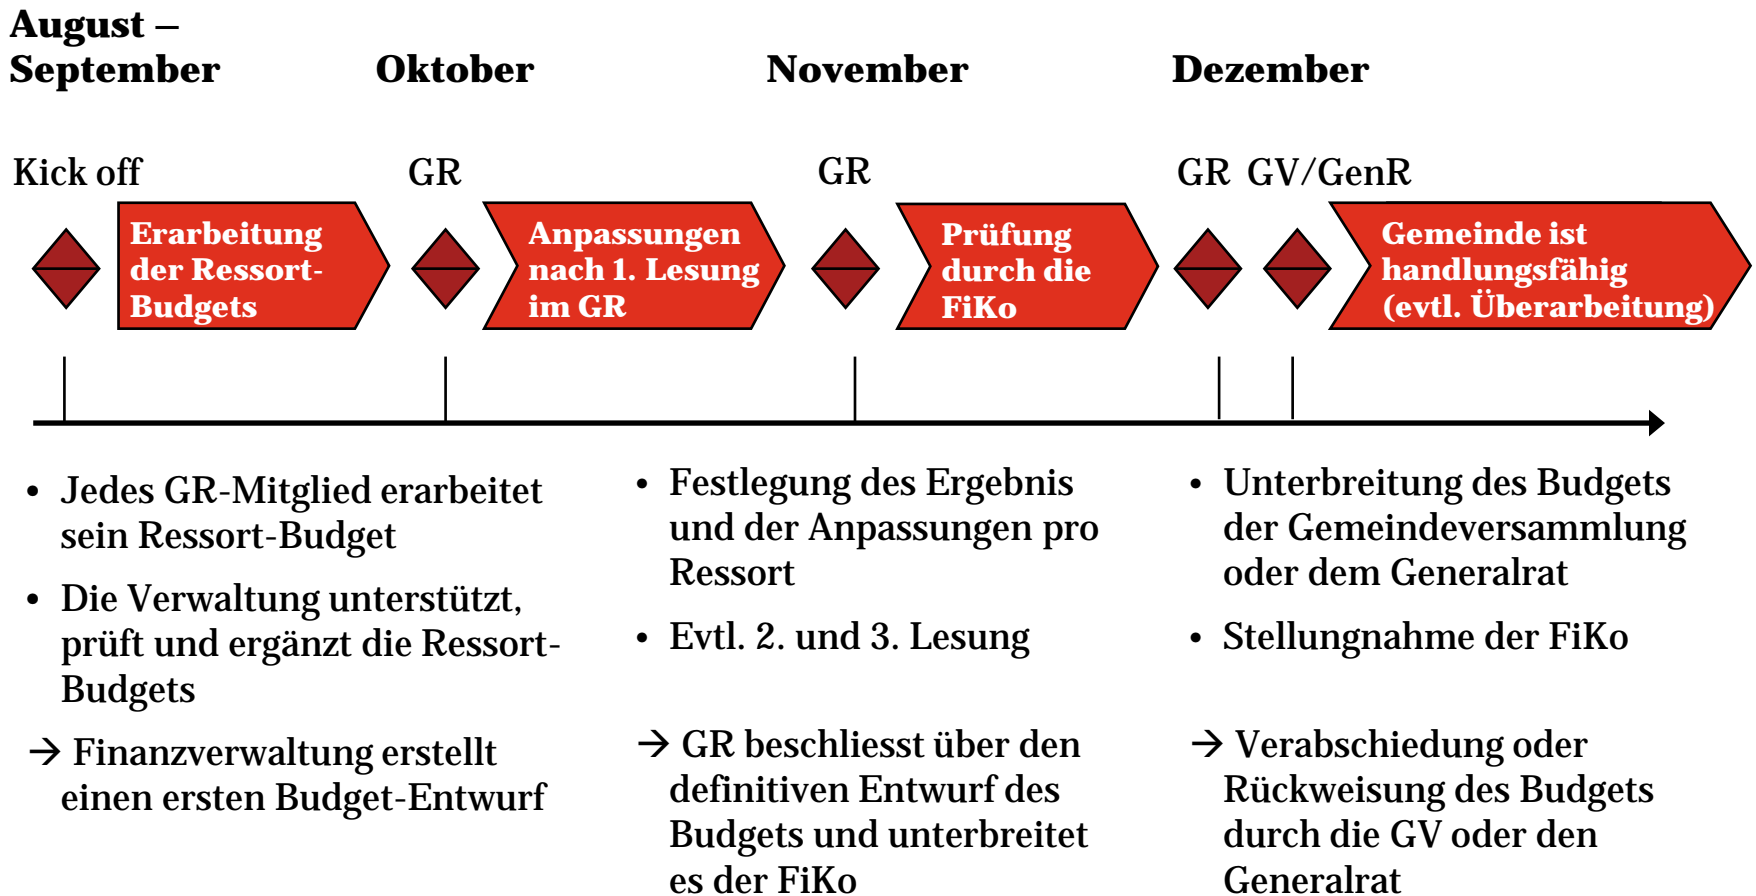 August –
September
Oktober
November
Dezember
Kick off
GR
GR
GR
GV/GenR
Erarbeitung
der Ressort-
Budgets
Anpassungen
nach 1. Lesung
im GR
Prüfung
durch die
FiKo
Gemeinde ist
handlungsfähig
(evtl. Überarbeitung)
• Jedes GR-Mitglied erarbeitet
sein Ressort-Budget
• Die Verwaltung unterstützt,
prüft und ergänzt die Ressort-
Budgets
→ Finanzverwaltung erstellt
einen ersten Budget-Entwurf
• Festlegung des Ergebnis
und der Anpassungen pro
Ressort
• Evtl. 2. und 3. Lesung
→ GR beschliesst über den
definitiven Entwurf des
Budgets und unterbreitet
es der FiKo
• Unterbreitung des Budgets
der Gemeindeversammlung
oder dem Generalrat
• Stellungnahme der FiKo
→ Verabschiedung oder
Rückweisung des Budgets
durch die GV oder den
Generalrat